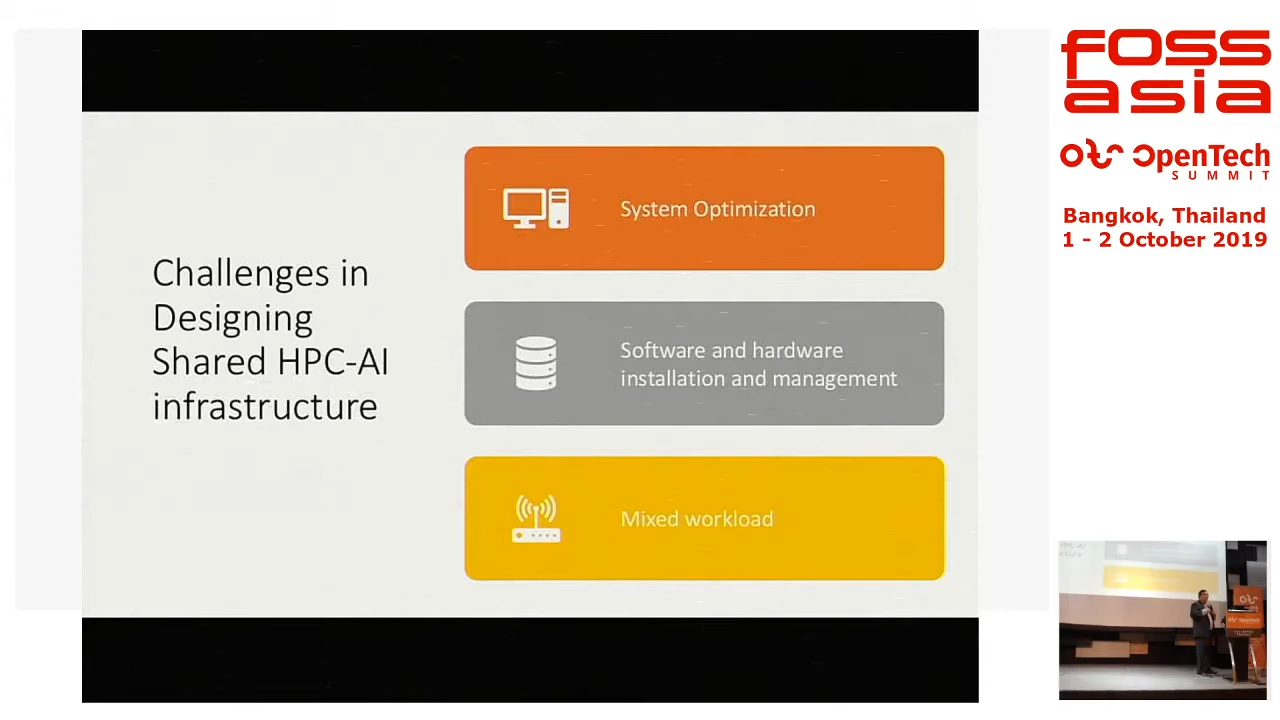 Challenges in
Designing
Shared HPC-AI
infrastructure
System Optimization
Software and hardware
installation and management
Mixed workload
FOSS
asia
OpenTech
SUMMIT
Bangkok, Thailand
1 - 2 October 2019